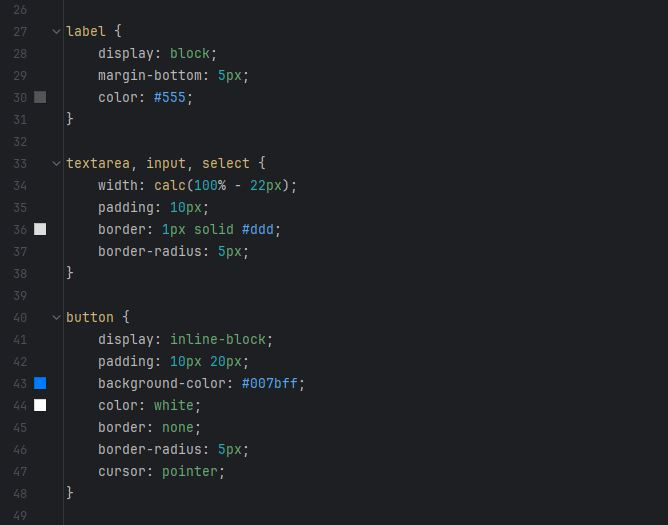 26
27 label {
28     display: block;
29     margin-bottom: 5px;
30     color: #555;
31 }
32
33 textarea, input, select {
34     width: calc(100% - 22px);
35     padding: 10px;
36     border: 1px solid #ddd;
37     border-radius: 5px;
38 }
39
40 button {
41     display: inline-block;
42     padding: 10px 20px;
43     background-color: #007bff;
44     color: white;
45     border: none;
46     border-radius: 5px;
47     cursor: pointer;
48 }
49